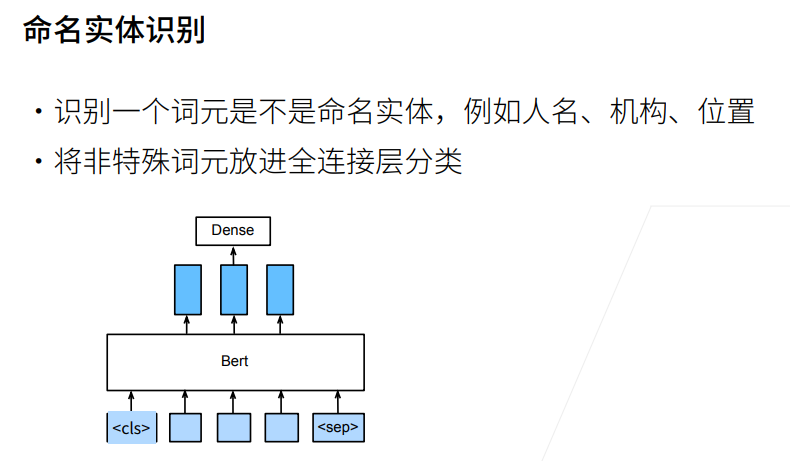 命名实体识别
• 识别一个词元是不是命名实体，例如人名、机构、位置
• 将非特殊词元放进全连接层分类
Dense
Bert
<cls> <sep>